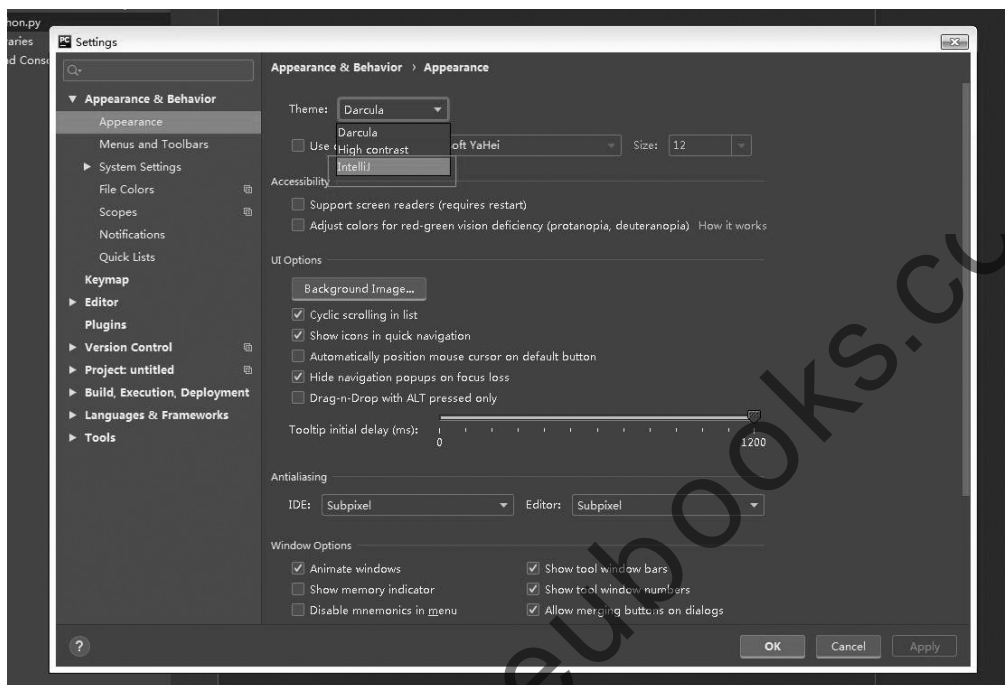 non.py
Settings
Appearance & Behavior
Appearance
Menus and Toolbars
System Settings
File Colors
Scopes
Notifications
Quick Lists
Keymap
Editor
Plugins
Version Control
Project: untitled
Build, Execution, Deployment
Languages & Frameworks
Tools
Appearance & Behavior › Appearance
Theme: Darcula
Darcula
High contrast
IntelliJ
Use oft YaHei Size: 12
Accessibility
Support screen readers (requires restart)
Adjust colors for red-green vision deficiency (protanopia, deuteranopia) How it works
UI Options
Background Image...
Cyclic scrolling in list
Show icons in quick navigation
Automatically position mouse cursor on default button
Hide navigation popups on focus loss
Drag-n-Drop with ALT pressed only
Tooltip initial delay (ms):
0 1200
Antialiasing
IDE: Subpixel Editor: Subpixel
Window Options
Animate windows Show tool window bars
Show memory indicator Show tool window numbers
Disable mnemonics in menu Allow merging buttons on dialogs
? OK Cancel Apply